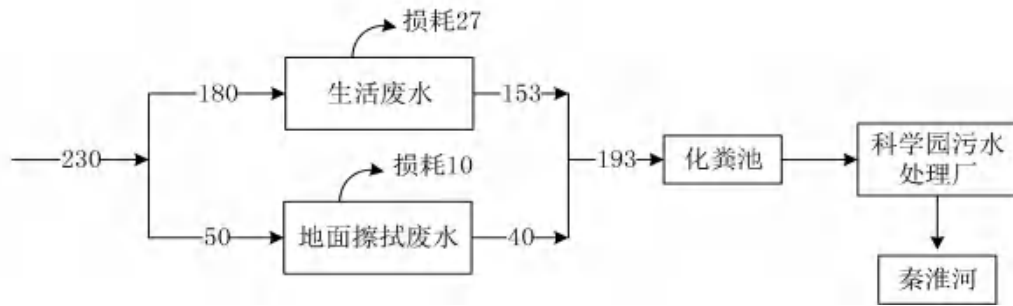 损耗27
180
生活废水
153
230
193
化粪池
科学园污水
处理厂
损耗10
50
地面擦拭废水
40
秦淮河